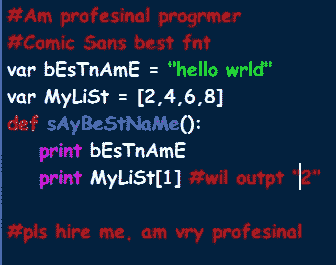 #Am profesinal progrmer
#Comic Sans best fnt
var bEsTnAmE = "hello wrld"
var MyLiSt = [2,4,6,8]
def sAyBeStNaMe():
print bEsTnAmE
print MyLiSt[1] #wil outpt "2"
#pls hire me, am vry profesinal